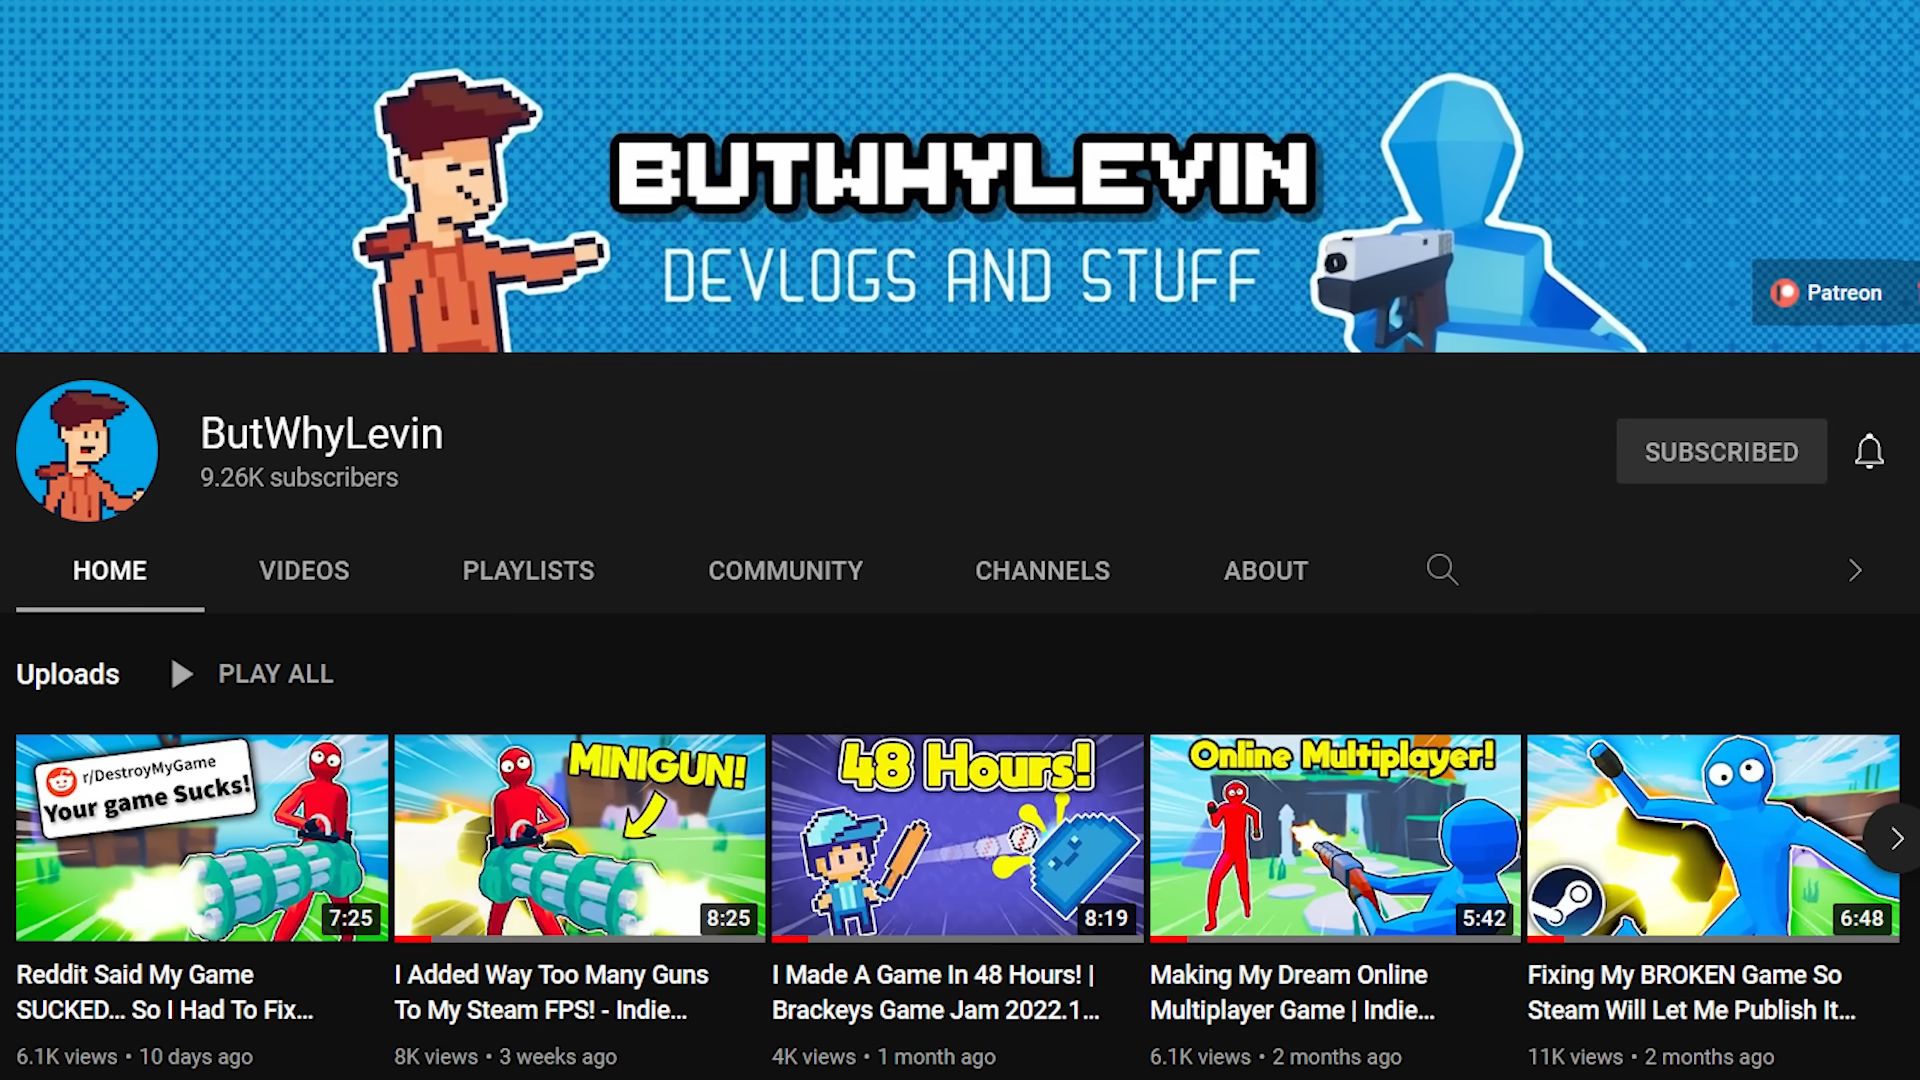 BUTWHYLEVIN
DEVLOGS AND STUFF
Patreon
ButWhyLevin
9.26K subscribers
SUBSCRIBED
HOME VIDEOS PLAYLISTS COMMUNITY CHANNELS ABOUT
Uploads PLAY ALL
r/DestroyMyGame
Your game Sucks!
7:25
MINIGUN!
8:25
48 Hours!
8:19
Online Multiplayer!
5:42
6:48
Reddit Said My Game
SUCKED... So I Had To Fix...
6.1K views • 10 days ago
I Added Way Too Many Guns
To My Steam FPS! - Indie...
8K views • 3 weeks ago
I Made A Game In 48 Hours! |
Brackeys Game Jam 2022.1...
4K views • 1 month ago
Making My Dream Online
Multiplayer Game | Indie...
6.1K views • 2 months ago
Fixing My BROKEN Game So
Steam Will Let Me Publish It...
11K views • 2 months ago